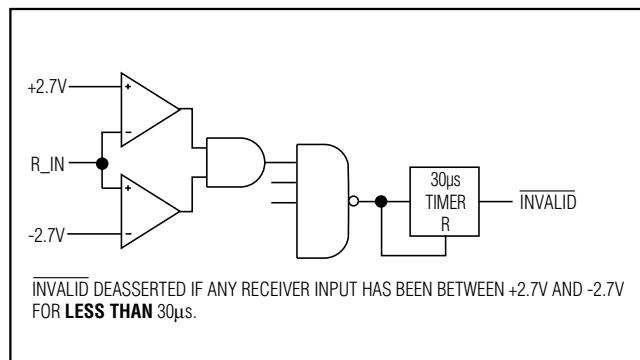 +2.7V
R_IN
-2.7V
+
-
+
-
30µs
TIMER
R
INVALID
INVALID DEASSERTED IF ANY RECEIVER INPUT HAS BEEN BETWEEN +2.7V AND -2.7V
FOR LESS THAN 30µs.